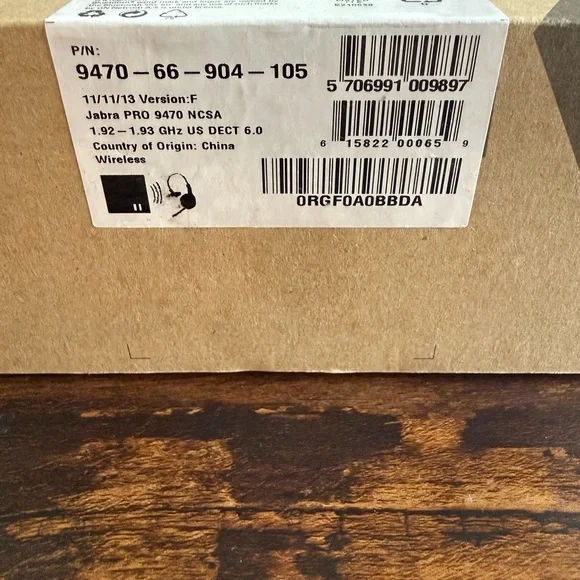 P/N:
9470-66-904-105
11/11/13 Version:F
Jabra PRO 9470 NCSA
1.92-1.93 GHz US DECT 6.0
Country of Origin: China
Wireless
5 706991 009897
6 15822 00065 9
0RGF0A0BBDA